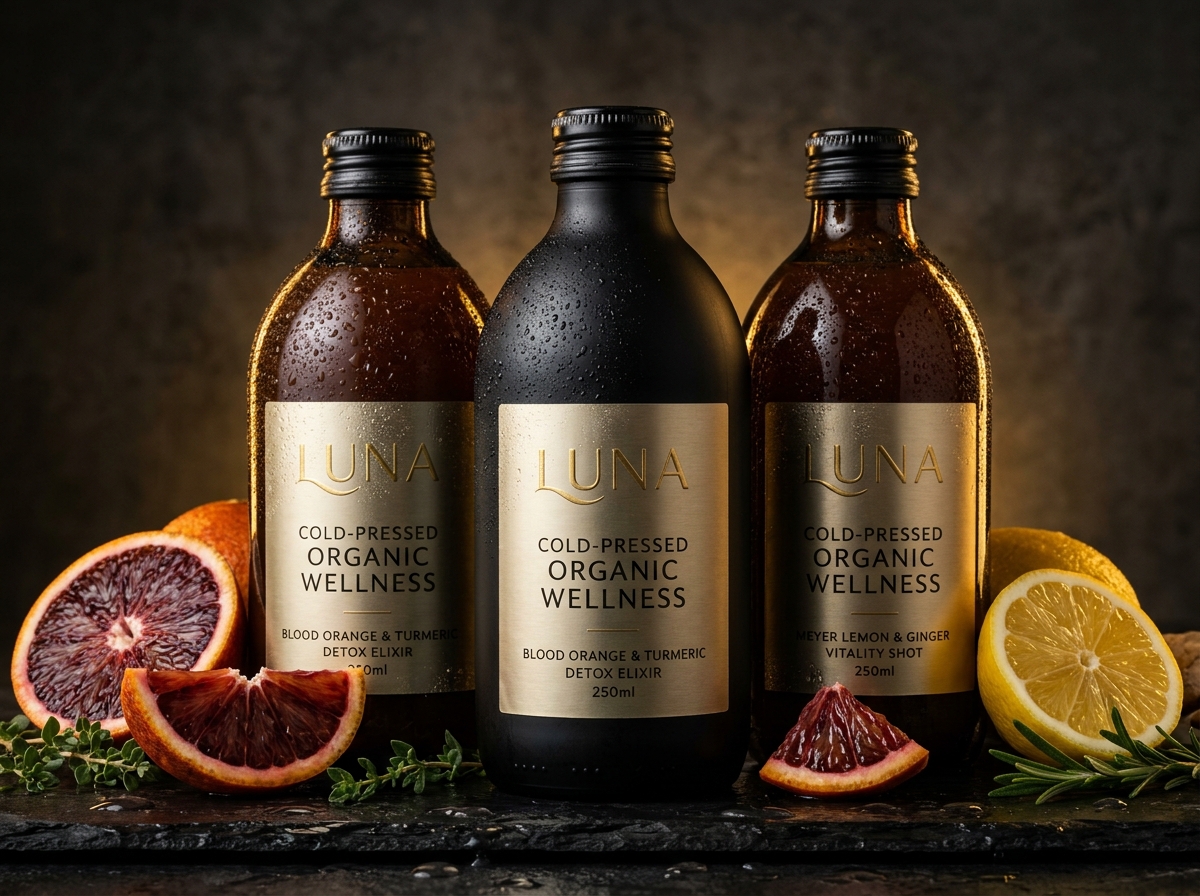 LUNA
COLD-PRESSED
ORGANIC
WELLNESS
BLOOD ORANGE & TURMERIC
DETOX ELIXIR
250ml
LUNA
COLD-PRESSED
ORGANIC
WELLNESS
BLOOD ORANGE & TURMERIC
DETOX ELIXIR
250ml
LUNA
COLD-PRESSED
ORGANIC
WELLNESS
MEYER LEMON & GINGER
VITALITY SHOT
250ml